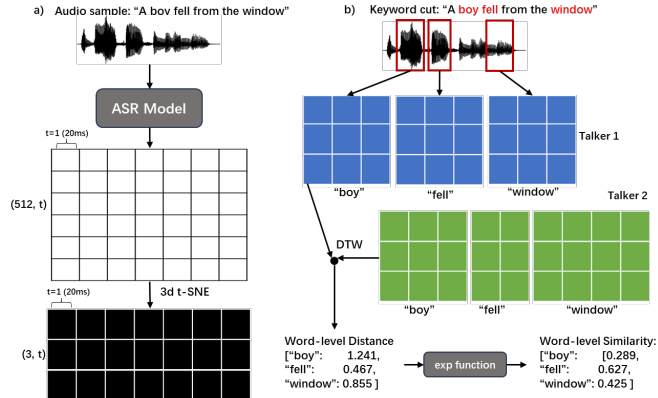 a) Audio sample: “A boy fell from the window”
ASR Model
t=1 (20ms)
(512, t)
3d t-SNE
t=1 (20ms)
(3, t)
b) Keyword cut: “A boy fell from the window”
Talker 1
“boy” “fell” “window”
Talker 2
DTW
“boy” “fell” “window”
Word-level Distance
[“boy”: 1.241,
“fell”: 0.467,
“window”: 0.855 ]
exp function
Word-level Similarity:
[“boy”: [0.289,
“fell”: 0.627,
“window”: 0.425 ]